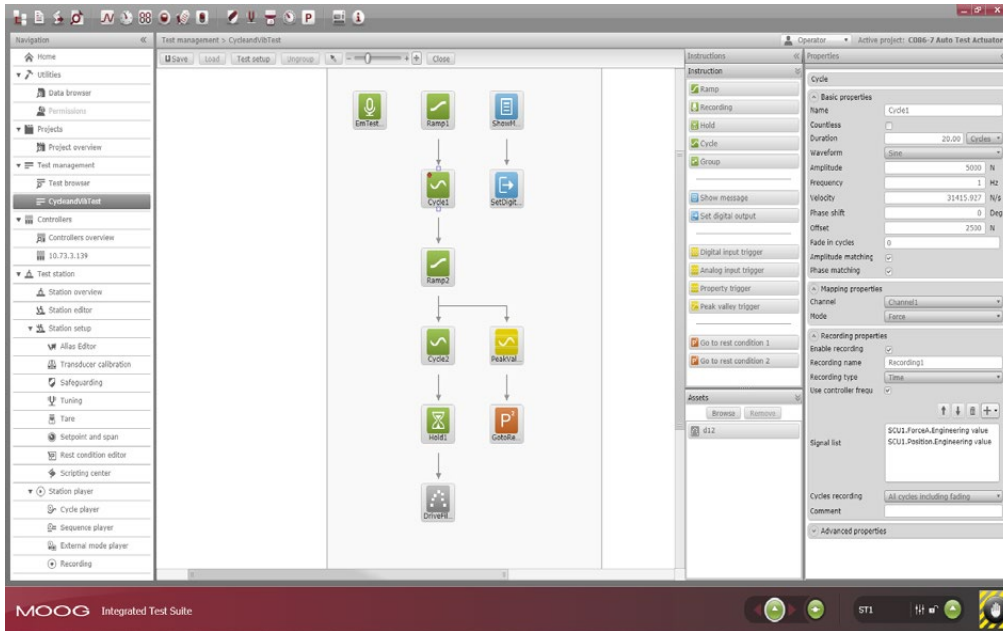 Navigation
Home
Utilities
Data browser
Permissions
Projects
Project overview
Test management
Test browser
CycleandVibTest
Controllers
Controllers overview
10.73.3.139
Test station
Station overview
Station editor
Station setup
Alias Editor
Transducer calibration
Safeguarding
Tuning
Tare
Setpoint and span
Rest condition editor
Scripting center
Station player
Cycle player
Sequence player
External mode player
Recording
Test management > CycleandVibTest
Operator
Active project: C086-7 Auto Test Actuator
Save Load Test setup Ungroup Close
EmTest... Ramp1 ShowM...
Cycle1 SetDigit...
Ramp2
Cycle2 PeakVal...
Hold1 GotoRe...
DriveFil...
Instructions
Instruction
Ramp
Recording
Hold
Cycle
Group
Show message
Set digital output
Digital input trigger
Analog input trigger
Property trigger
Peak valley trigger
Go to rest condition 1
Go to rest condition 2
Assets
Browse Remove
d12
Properties
Cycle
Basic properties
Name Cycle1
Countless
Duration 20.00 Cycles
Waveform Sine
Amplitude 5000 N
Frequency 1 Hz
Velocity 31415.927 N/s
Phase shift 0 Deg
Offset 2500 N
Fade in cycles 0
Amplitude matching
Phase matching
Mapping properties
Channel Channel1
Mode Force
Recording properties
Enable recording
Recording name Recording1
Recording type Time
Use controller frequ
Signal list
SCU1.ForceA.Engineering value
SCU1.Position.Engineering value
Cycles recording All cycles including fading
Comment
Advanced properties
MOOG Integrated Test Suite
ST1